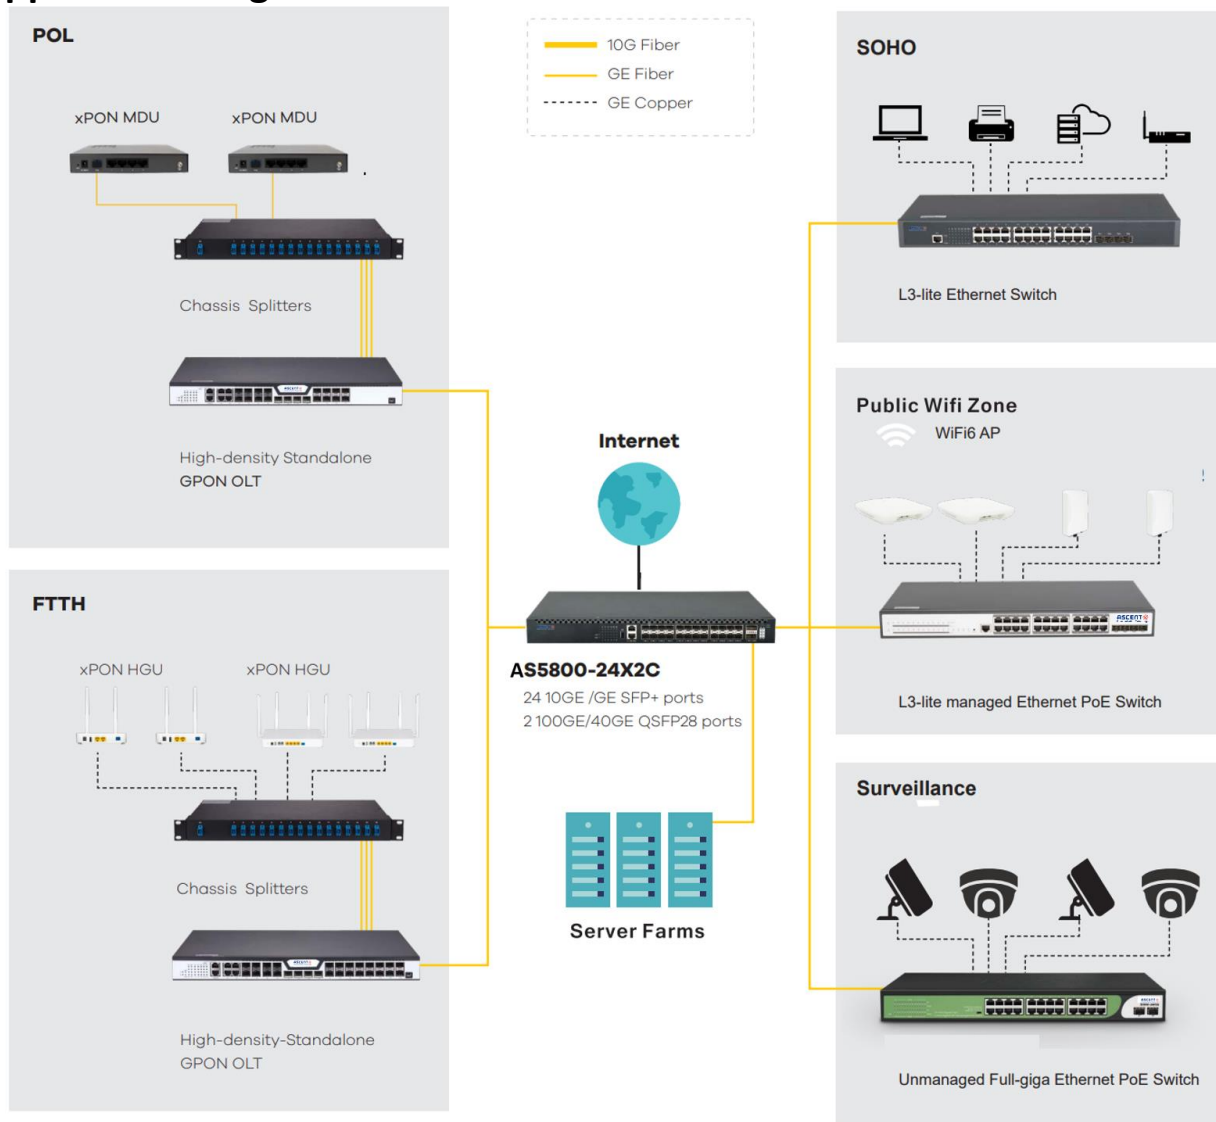 POL
xPON MDU
xPON MDU
Chassis Splitters
High-density Standalone
GPON OLT
FTTH
xPON HGU
xPON HGU
Chassis Splitters
High-density-Standalone
GPON OLT
10G Fiber
GE Fiber
GE Copper
Internet
AS5800-24X2C
24 10GE /GE SFP+ ports
2 100GE/40GE QSFP28 ports
Server Farms
SOHO
L3-lite Ethernet Switch
Public Wifi Zone
WiFi6 AP
ASCENT
L3-lite managed Ethernet PoE Switch
Surveillance
Unmanaged Full-giga Ethernet PoE Switch